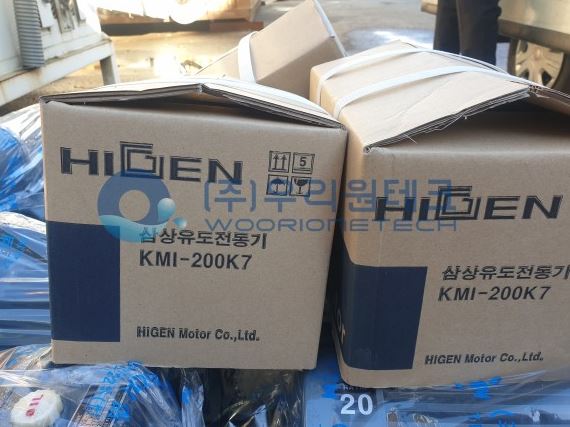 HIGEN
5
삼상유도전동기
KMI-200K7
HIGEN Motor Co.,Ltd.
HIGEN
삼상유도전동기
KMI-200K7
HIGEN Motor Co.,Ltd.
(주)우리원테크
WOORIONETECH
20